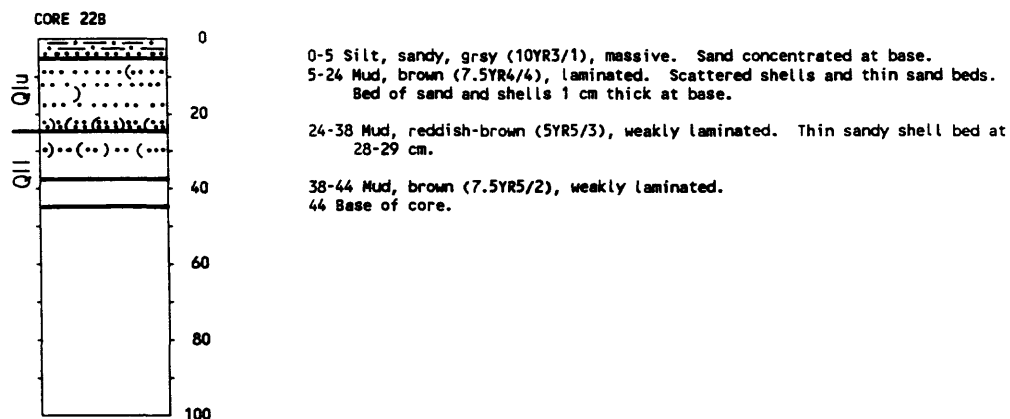 CORE 22B
0
0-5 Silt, sandy, grsy (10YR3/1), massive. Sand concentrated at base.
5-24 Mud, brown (7.5YR4/4), laminated. Scattered shells and thin sand beds.
Bed of sand and shells 1 cm thick at base.
Qlu
20
24-38 Mud, reddish-brown (5YR5/3), weakly laminated. Thin sandy shell bed at
28-29 cm.
Qll
38-44 Mud, brown (7.5YR5/2), weakly laminated.
40
44 Base of core.
60
80
100